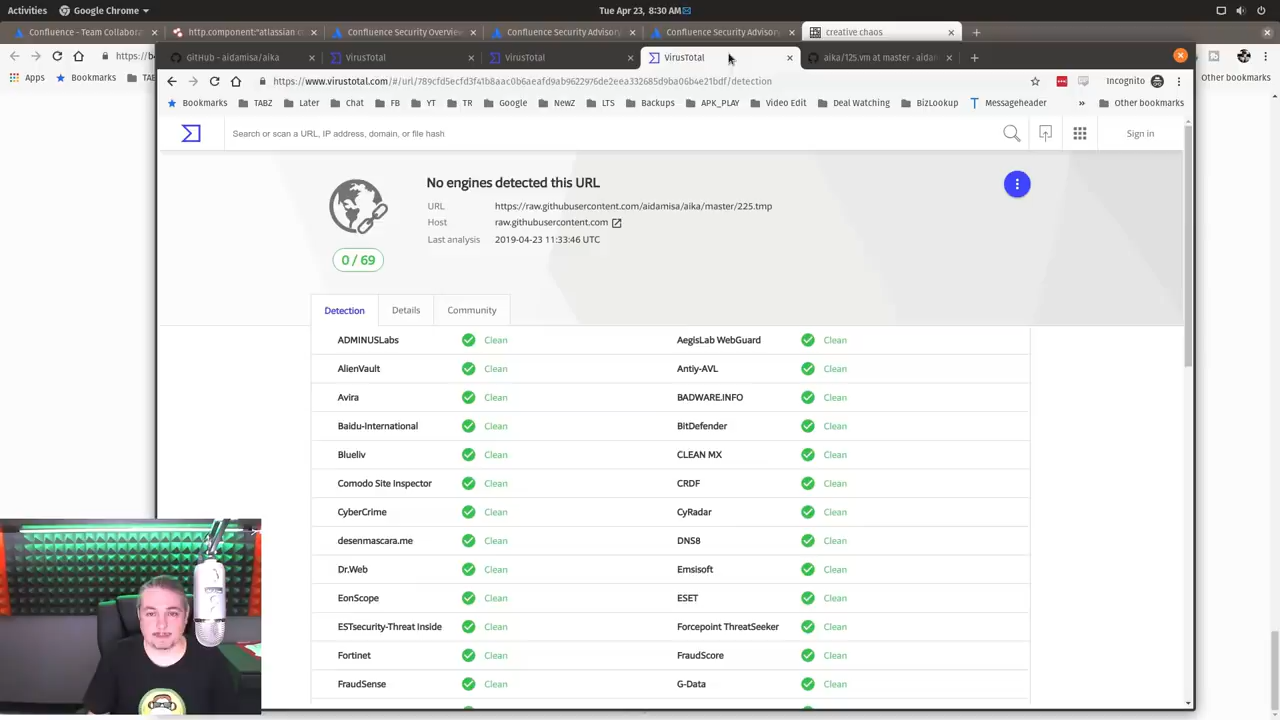 Activities
Google Chrome
Tue Apr 23, 8:30 AM
Confluence - Team Collabora
http.component:"atlassian c
Confluence Security Overvie
Confluence Security Advisory
Confluence Security Advisory
creative chaos
https://b
GitHub - aidamisa/aika
VirusTotal
VirusTotal
VirusTotal
aika/125.vm at master · aidam
https://www.virustotal.com/#/url/789cfd5ecfd3f41b8aac0b6aeafd9ab9622976de2eea332685d9ba06b4e21bdf/detection
Incognito
Apps
Bookmarks
TAB
Bookmarks
TABZ
Later
Chat
FB
YT
TR
Google
NewZ
LTS
Backups
APK_PLAY
Video Edit
Deal Watching
BizLookup
Messageheader
»
Other bookmarks
Other bookmarks
Search or scan a URL, IP address, domain, or file hash
Sign in
No engines detected this URL
URL https://raw.githubusercontent.com/aidamisa/aika/master/225.tmp
Host raw.githubusercontent.com
Last analysis 2019-04-23 11:33:46 UTC
0 / 69
Detection Details Community
ADMINUSLabs Clean AegisLab WebGuard Clean
AlienVault Clean Antiy-AVL Clean
Avira Clean BADWARE.INFO Clean
Baidu-International Clean BitDefender Clean
Blueliv Clean CLEAN MX Clean
Comodo Site Inspector Clean CRDF Clean
CyberCrime Clean CyRadar Clean
desenmascara.me Clean DNS8 Clean
Dr.Web Clean Emsisoft Clean
EonScope Clean ESET Clean
ESTsecurity-Threat Inside Clean Forcepoint ThreatSeeker Clean
Fortinet Clean FraudScore Clean
FraudSense Clean G-Data Clean